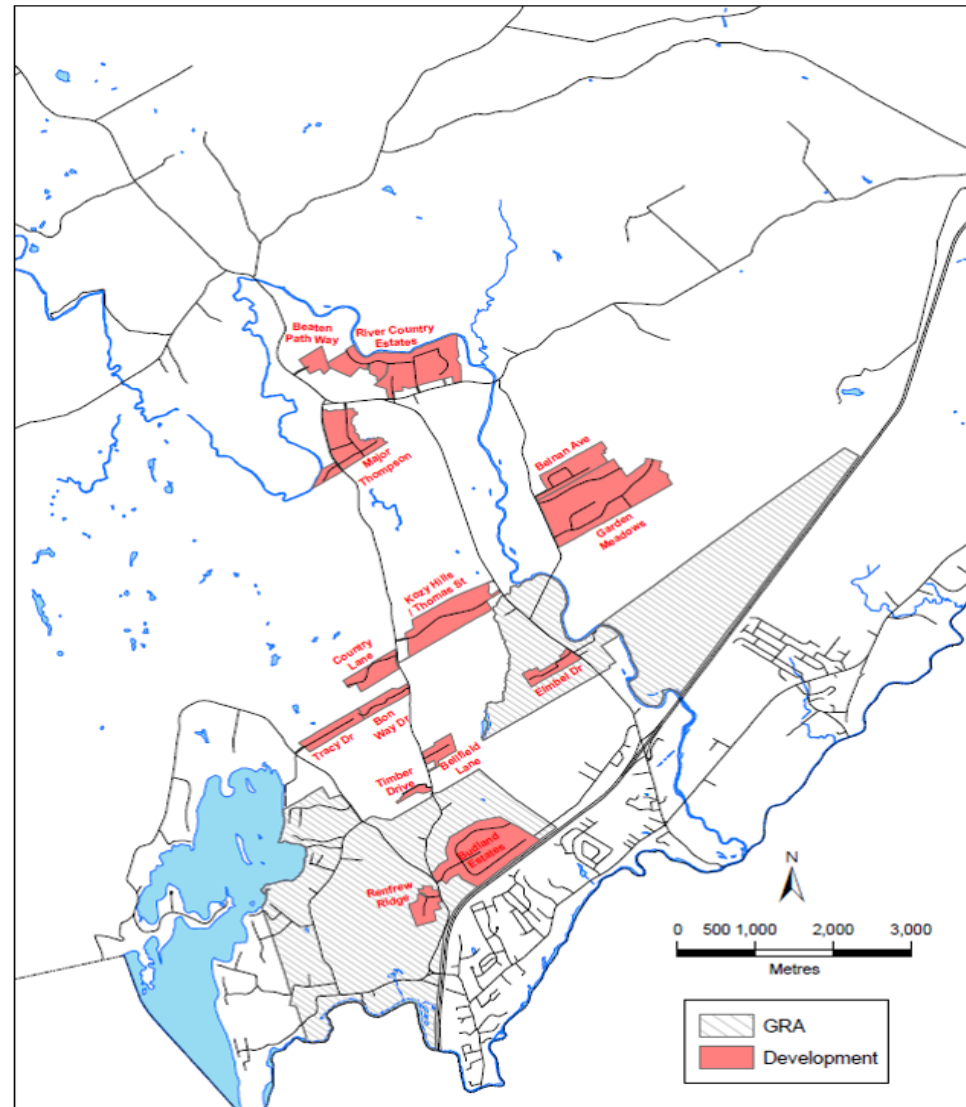 Beaten
Path Way
River Country
Estates
Major
Thompson
Belnan Ave
Garden
Meadows
Kozy Hills
/ Thomas St
Country
Lane
Elmbel Dr
Bon
Way Dr
Tracy Dr
Bellfield
Lane
Timber
Drive
Budland
Estates
Renfrew
Ridge
N
0 500 1,000 2,000 3,000
Metres
GRA
Development